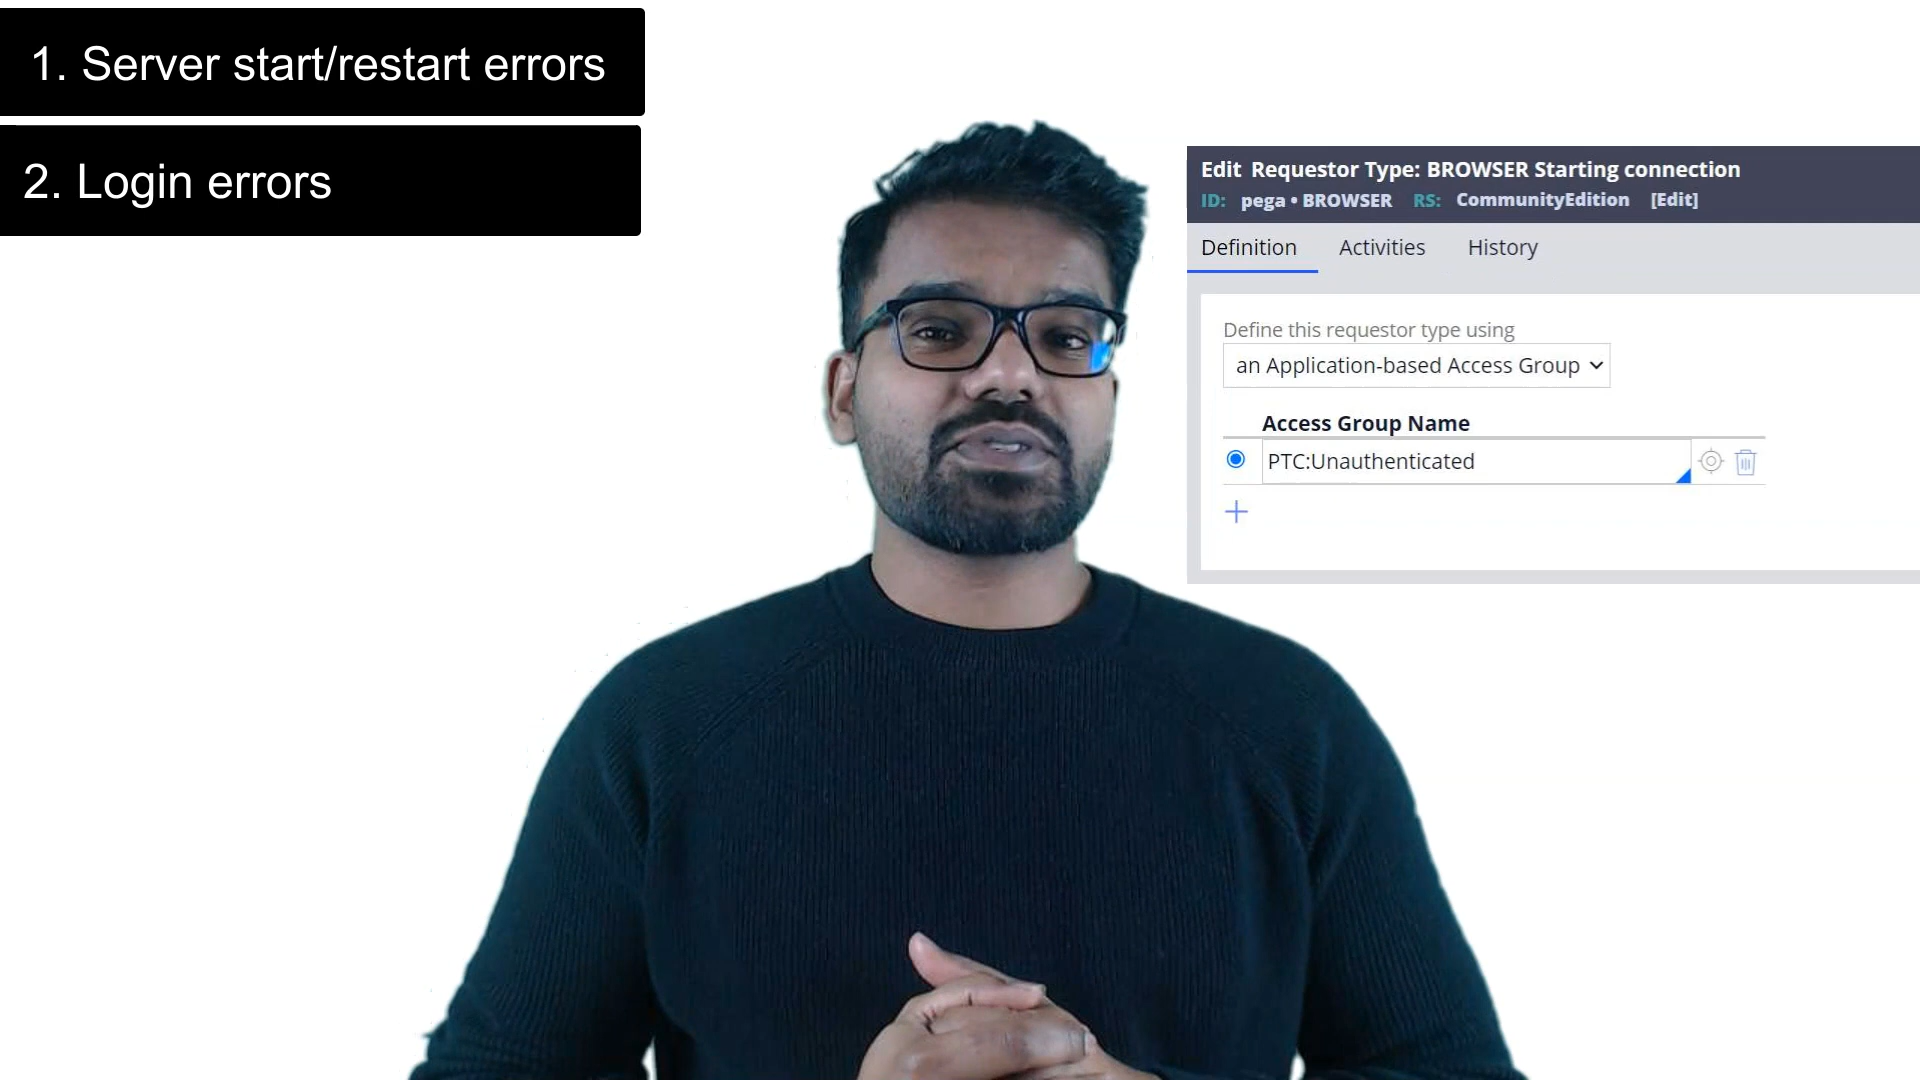 1. Server start/restart errors
2. Login errors
Edit Requestor Type: BROWSER Starting connection
ID: pega • BROWSER RS: CommunityEdition [Edit]
Definition Activities History
Define this requestor type using
an Application-based Access Group
Access Group Name
PTC:Unauthenticated